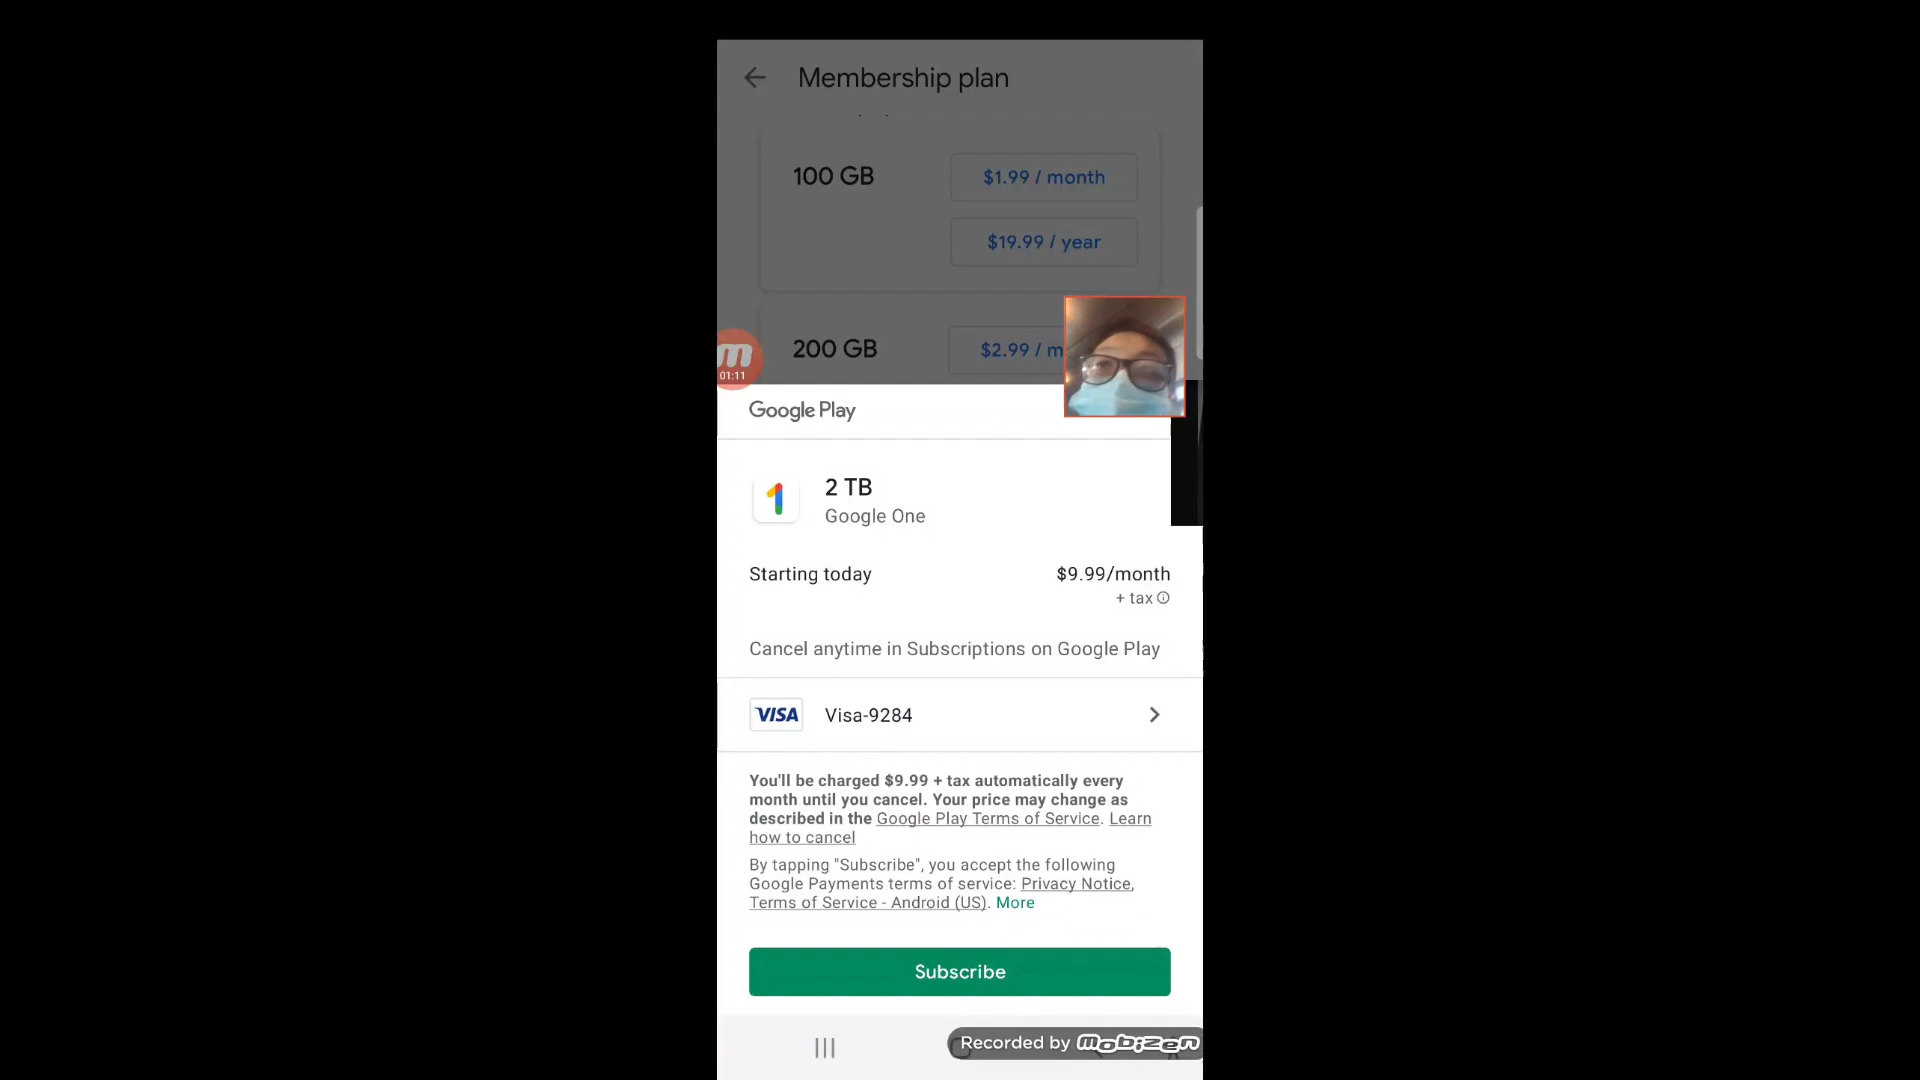 Membership plan
100 GB
$1.99 / month
$19.99 / year
200 GB
$2.99 / m
01:11
Google Play
2 TB
Google One
Starting today
$9.99/month
+ tax
Cancel anytime in Subscriptions on Google Play
VISA
Visa-9284
You'll be charged $9.99 + tax automatically every
month until you cancel. Your price may change as
described in the Google Play Terms of Service. Learn
how to cancel
By tapping "Subscribe", you accept the following
Google Payments terms of service: Privacy Notice,
Terms of Service - Android (US). More
Subscribe
Recorded by mobizen